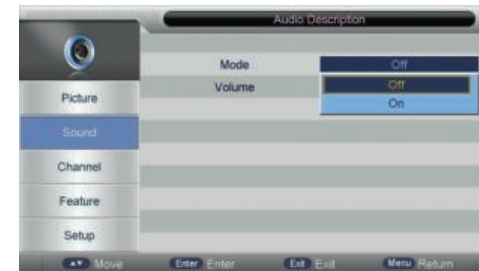 Audio Description
Mode Off
Volume Off
On
Picture
Sound
Channel
Feature
Setup
Move Enter Enter Exit Exit Menu Return